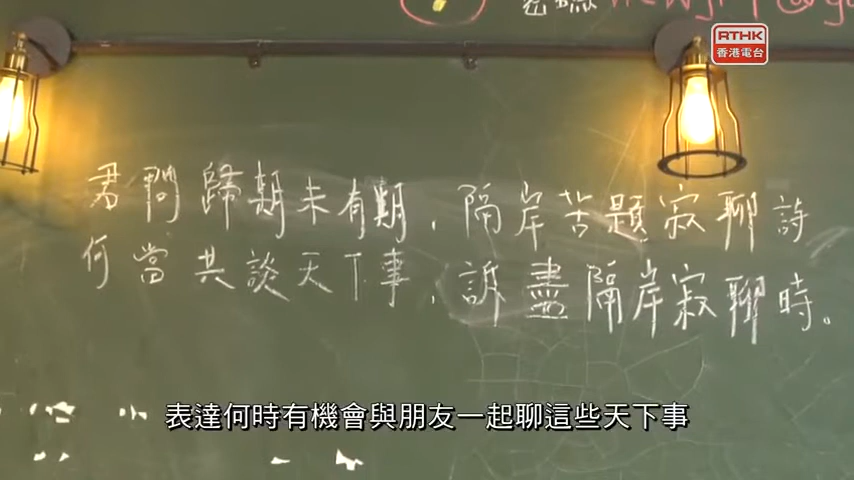 RTHK
香港電台
君問歸期未有期，隔岸苦題寂聊詩
何當共談天下事，訴盡隔岸寂聊時。
表達何時有機會與朋友一起聊這些天下事